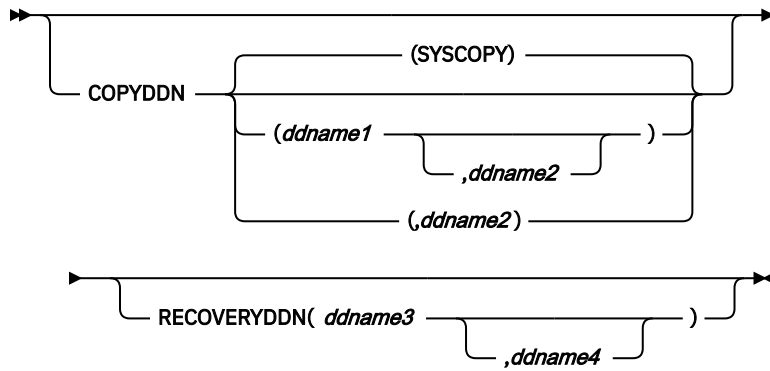 (SYSCOPY)
COPYDDN
(ddname1 )
,ddname2
(,ddname2)
RECOVERYDDN( ddname3 )
,ddname4